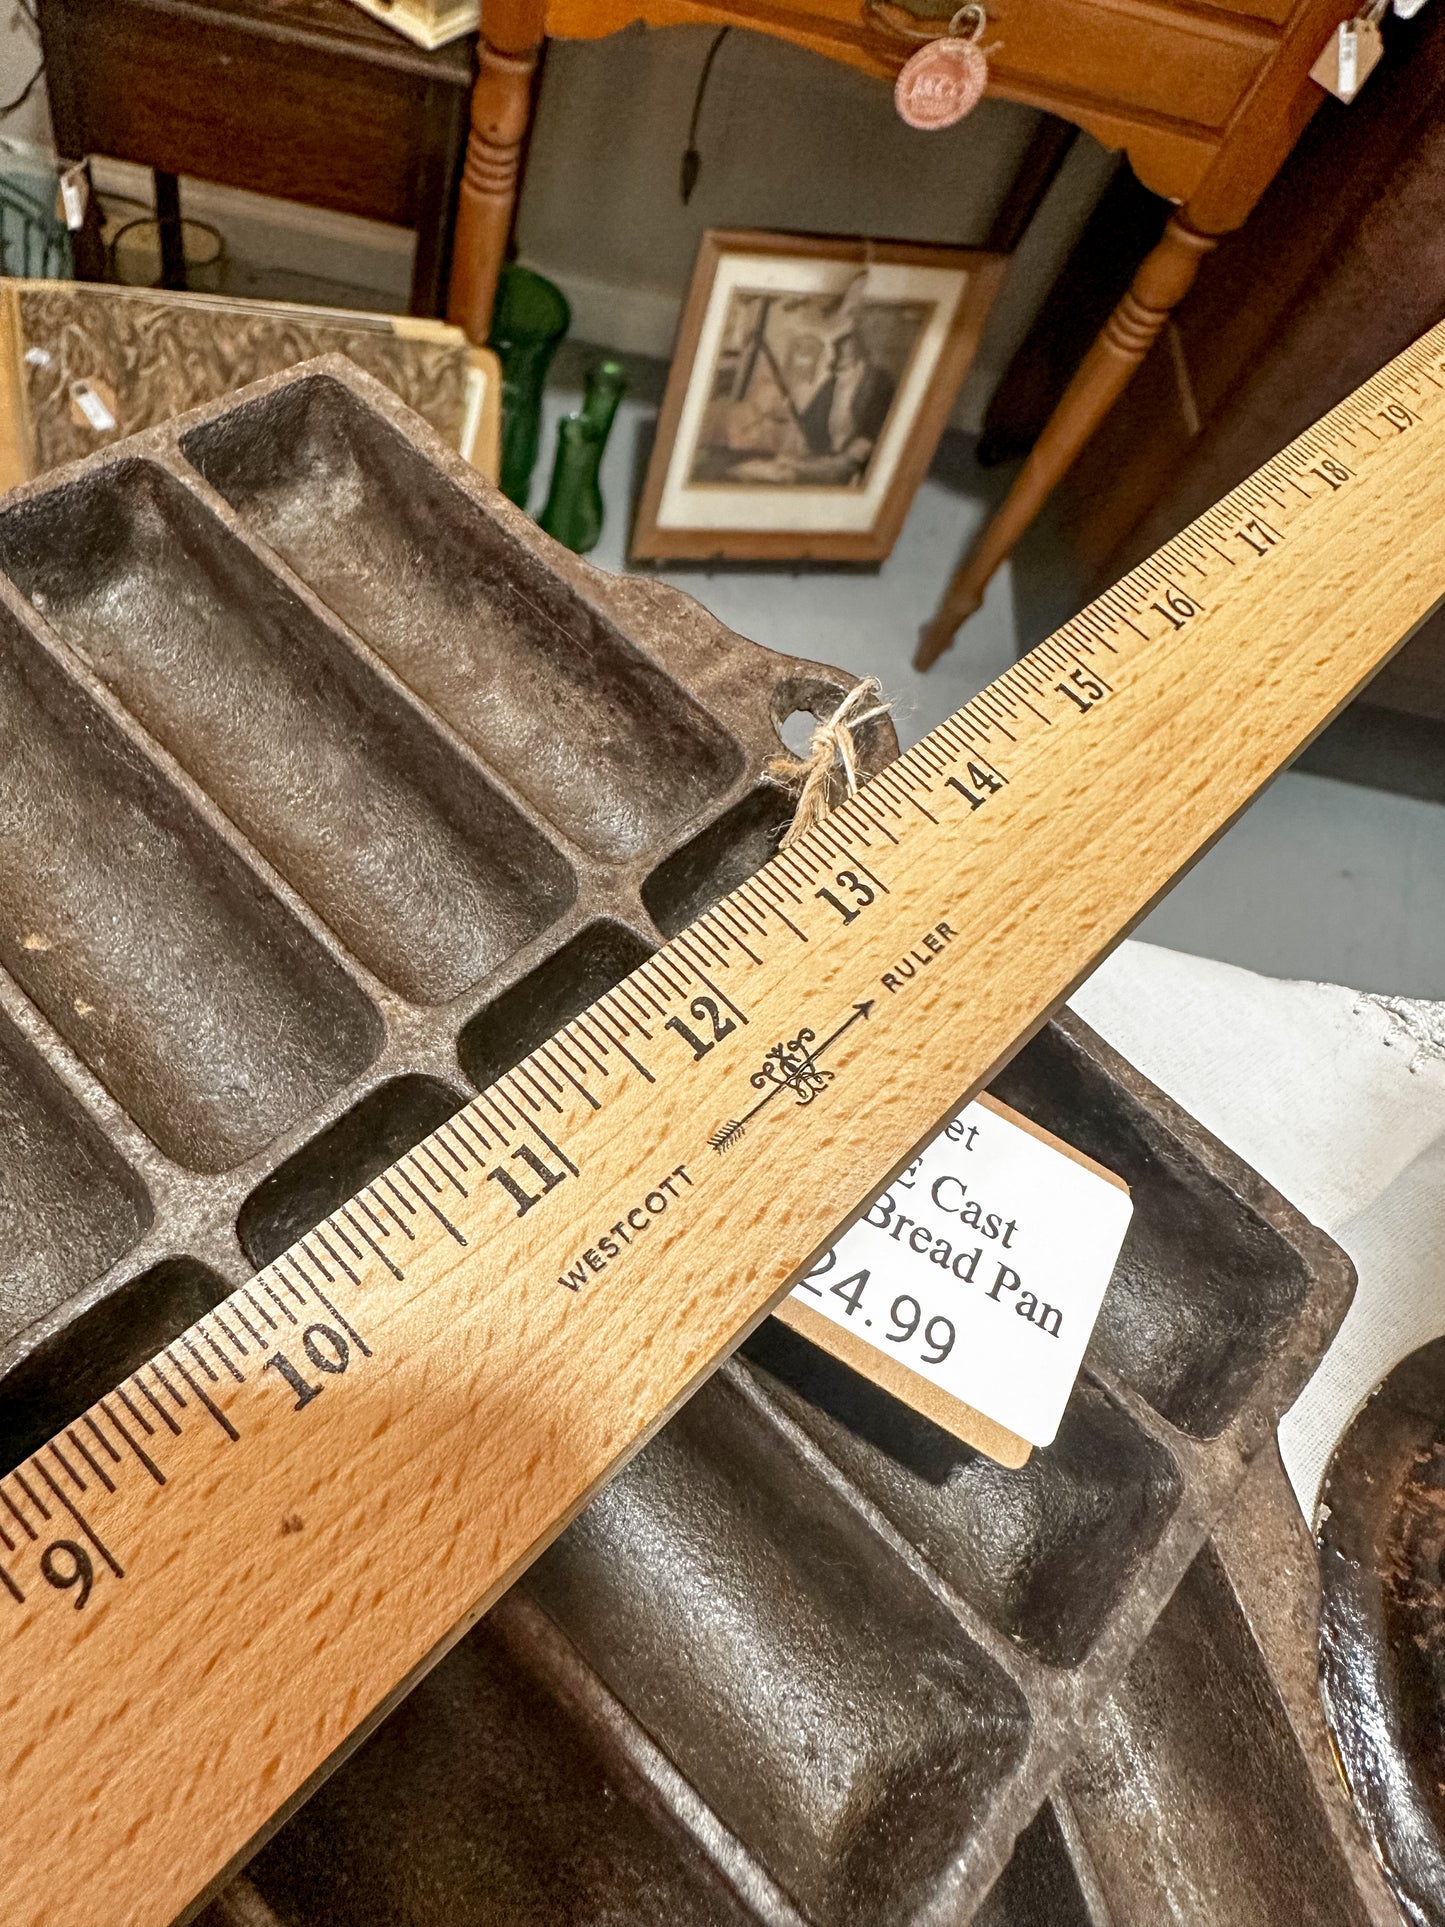 9 10 11 12 13 14 15 16 17 18 19
WESTCOTT RULER
et
E Cast
Bread Pan
24.99